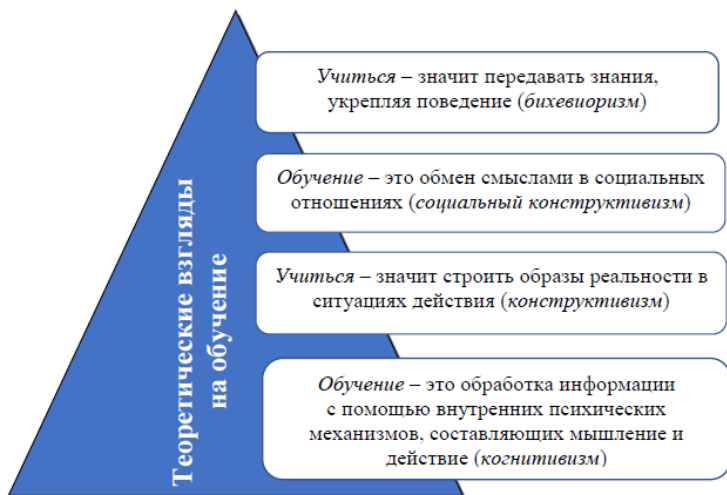 Теоретические взгляды
на обучение
Учиться – значит передавать знания,
укрепляя поведение (бихевиоризм)
Обучение – это обмен смыслами в социальных
отношениях (социальный конструктивизм)
Учиться – значит строить образы реальности в
ситуациях действия (конструктивизм)
Обучение – это обработка информации
с помощью внутренних психических
механизмов, составляющих мышление и
действие (когнитивизм)